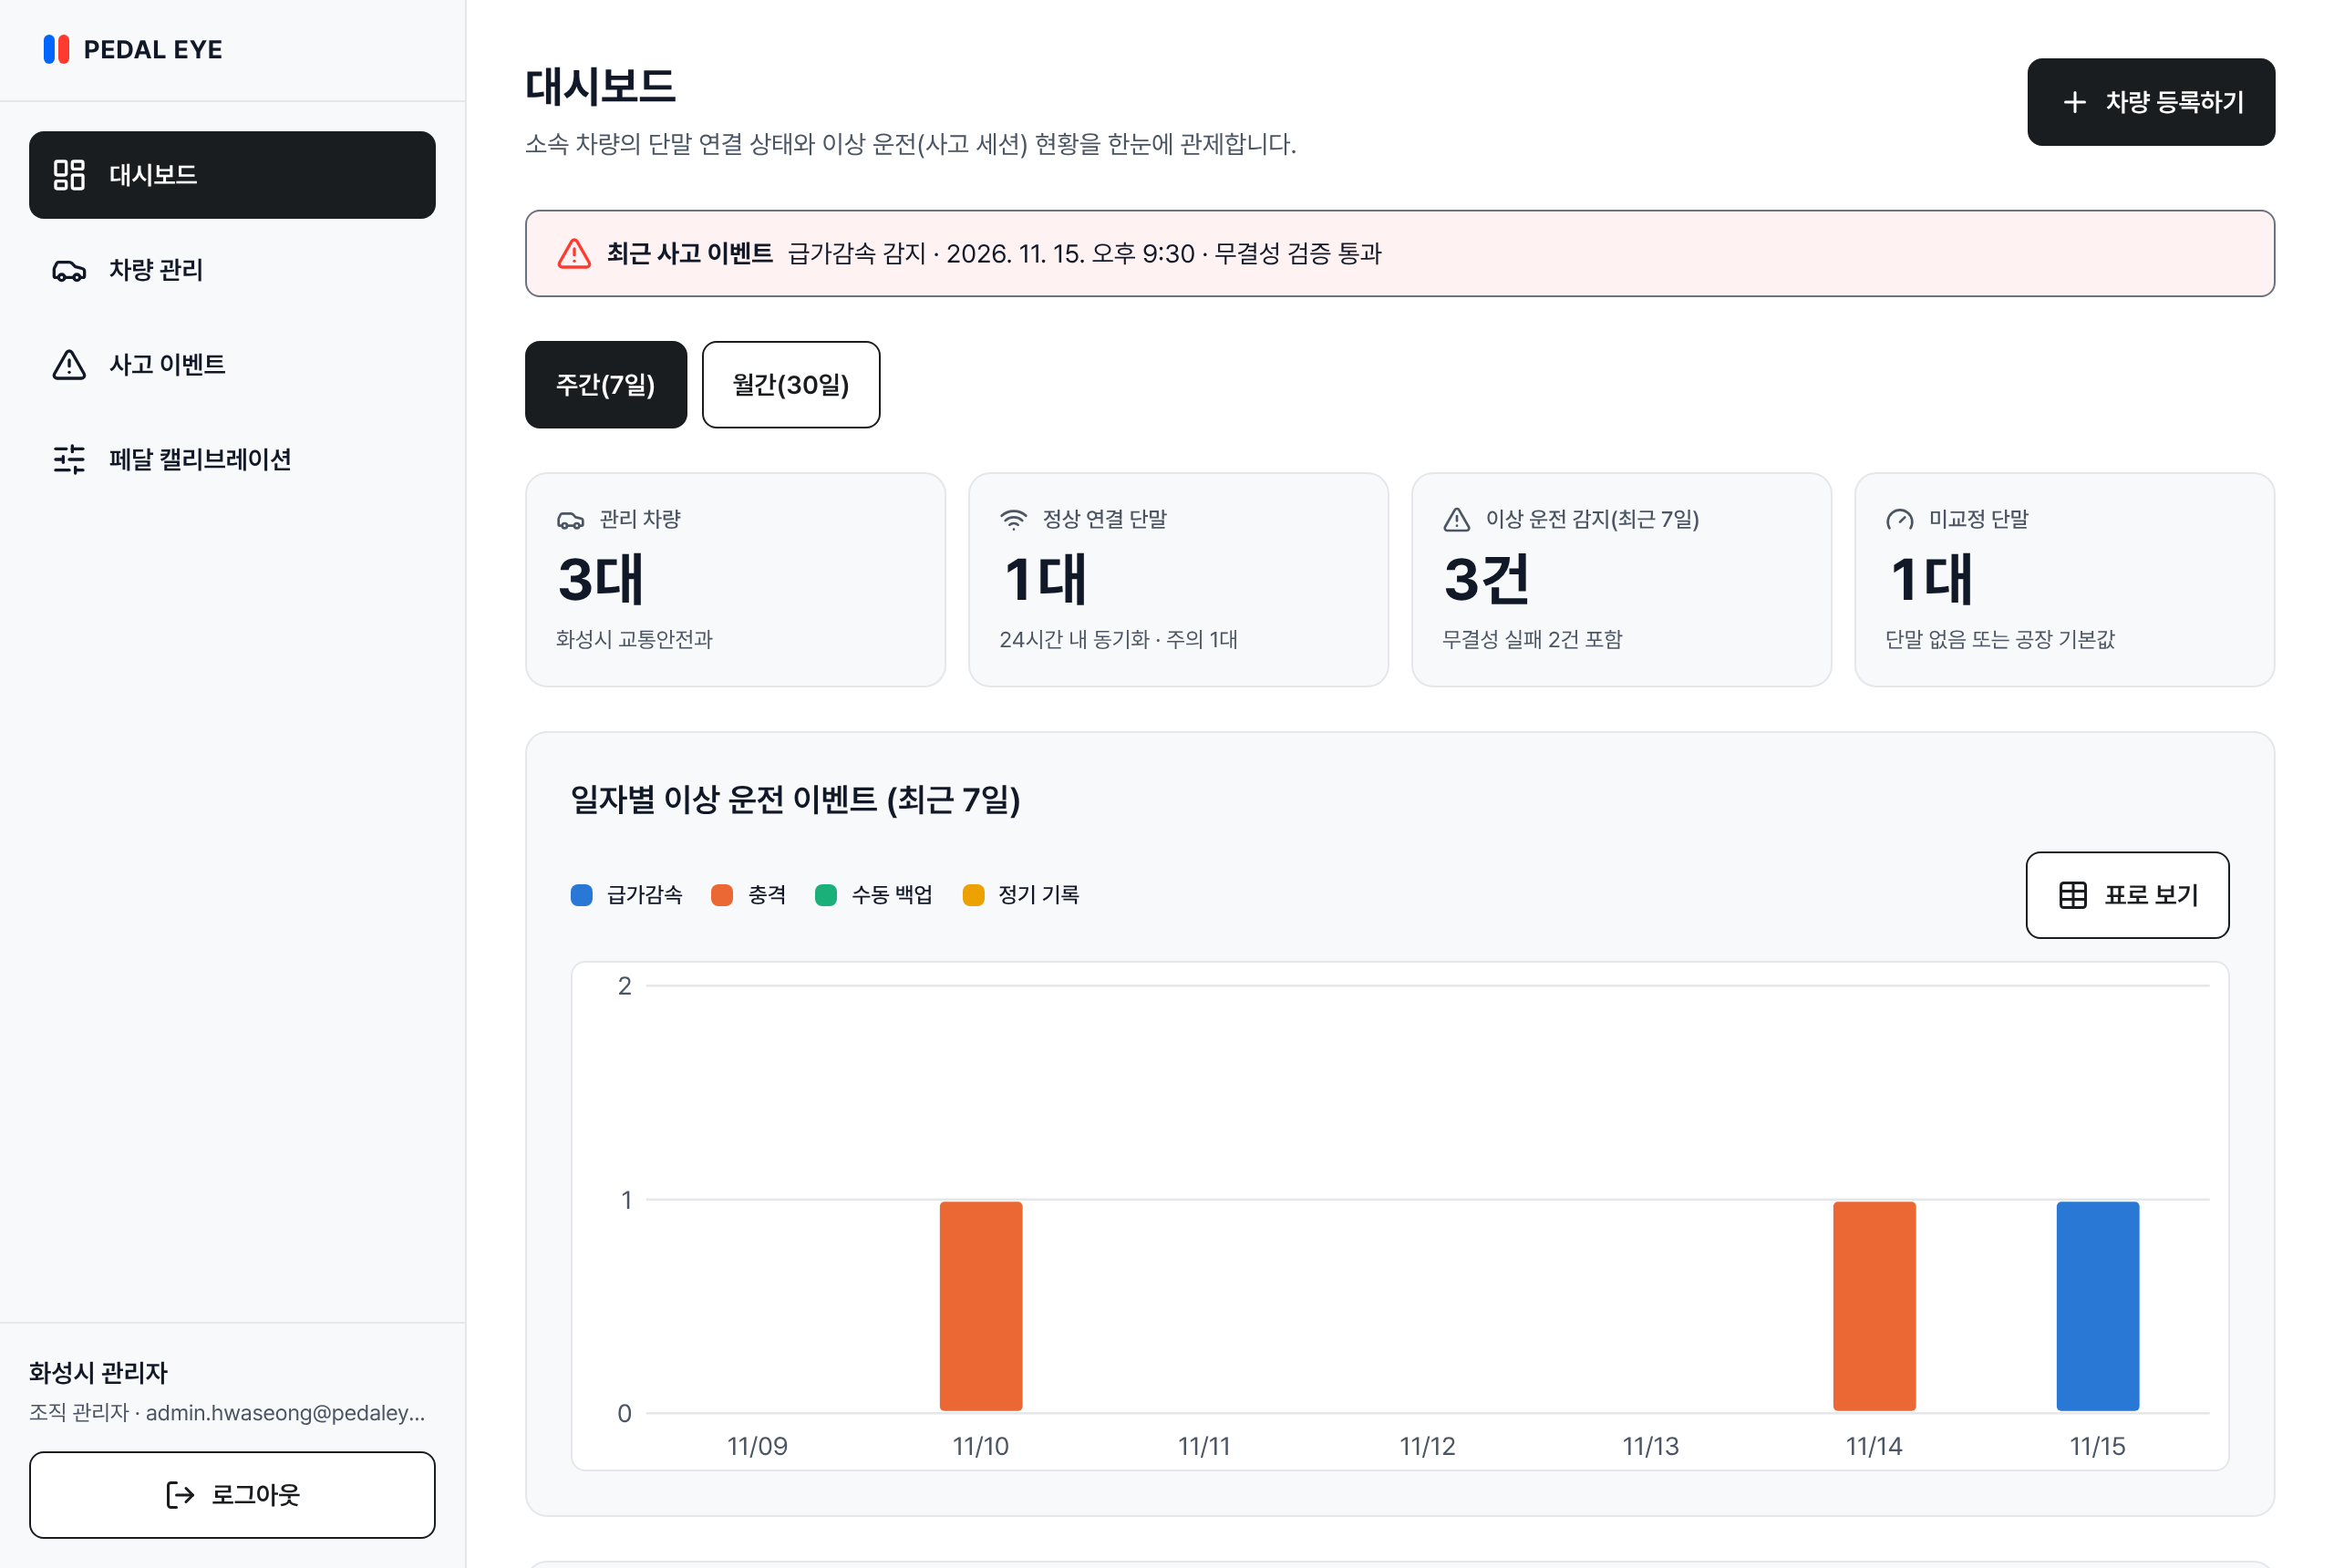 PEDAL EYE
대시보드
차량 관리
사고 이벤트
페달 캘리브레이션
화성시 관리자
조직 관리자 · admin.hwaseong@pedaley...
로그아웃
대시보드
소속 차량의 단말 연결 상태와 이상 운전(사고 세션) 현황을 한눈에 관제합니다.
차량 등록하기
최근 사고 이벤트 급가감속 감지 · 2026. 11. 15. 오후 9:30 · 무결성 검증 통과
주간(7일)
월간(30일)
관리 차량
3대
화성시 교통안전과
정상 연결 단말
1대
24시간 내 동기화 · 주의 1대
이상 운전 감지(최근 7일)
3건
무결성 실패 2건 포함
미교정 단말
1대
단말 없음 또는 공장 기본값
일자별 이상 운전 이벤트 (최근 7일)
급가감속 충격 수동 백업 정기 기록
표로 보기
2
1
0
11/09 11/10 11/11 11/12 11/13 11/14 11/15